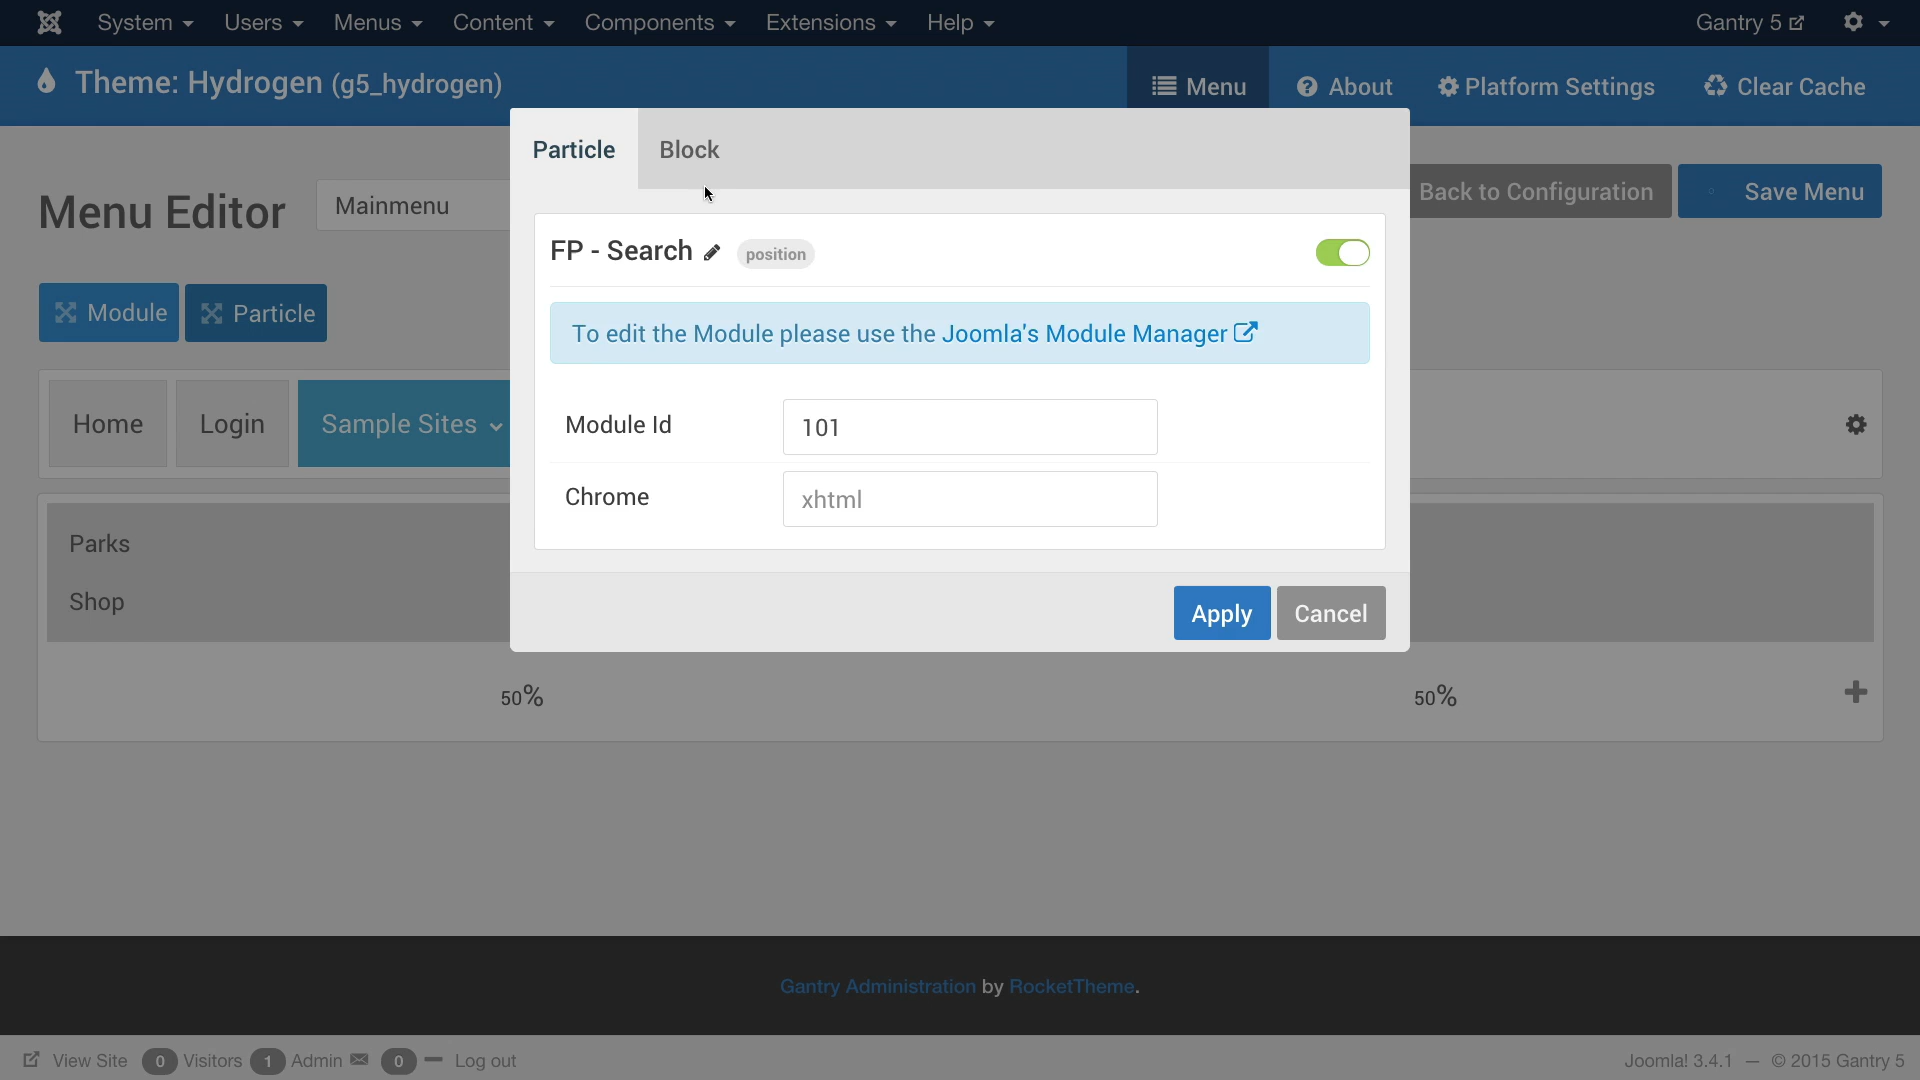 System Users Menus Content Components Extensions Help Gantry 5
Theme: Hydrogen (g5_hydrogen) Menu About Platform Settings Clear Cache
Particle Block
Menu Editor Mainmenu Back to Configuration Save Menu
FP - Search position
Module Particle
To edit the Module please use the Joomla's Module Manager
Home Login Sample Sites
Module Id 101
Chrome xhtml
Parks
Shop
Apply Cancel
50% 50%
Gantry Administration by RocketTheme.
View Site 0 Visitors 1 Admin 0 Log out Joomla! 3.4.1 — © 2015 Gantry 5